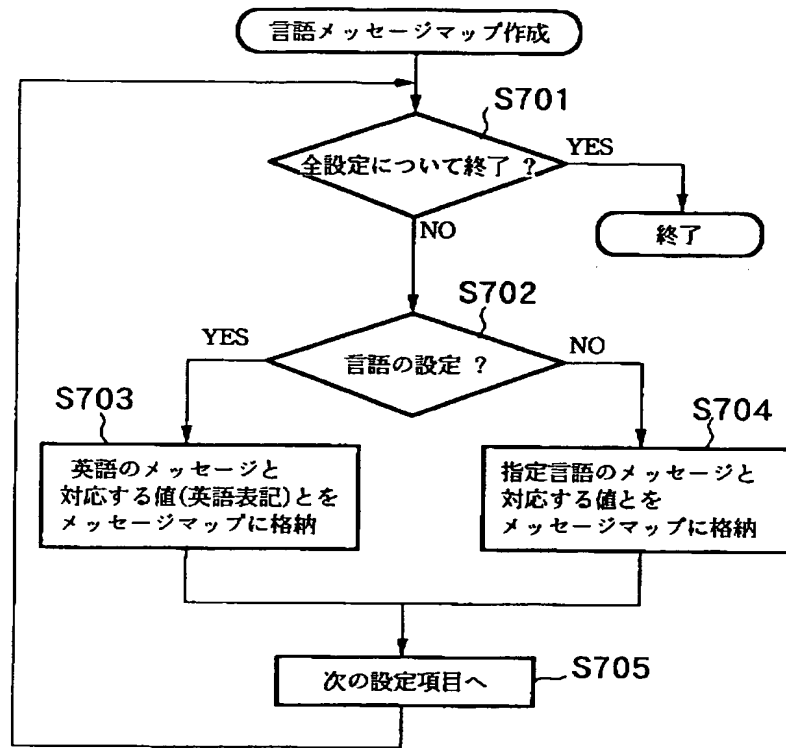 言語メッセージマップ作成
S701
全設定について終了 ?
YES
終了
NO
S702
言語の設定 ?
YES
NO
S703
英語のメッセージと
対応する値(英語表記)とを
メッセージマップに格納
S704
指定言語のメッセージと
対応する値とを
メッセージマップに格納
次の設定項目へ
S705